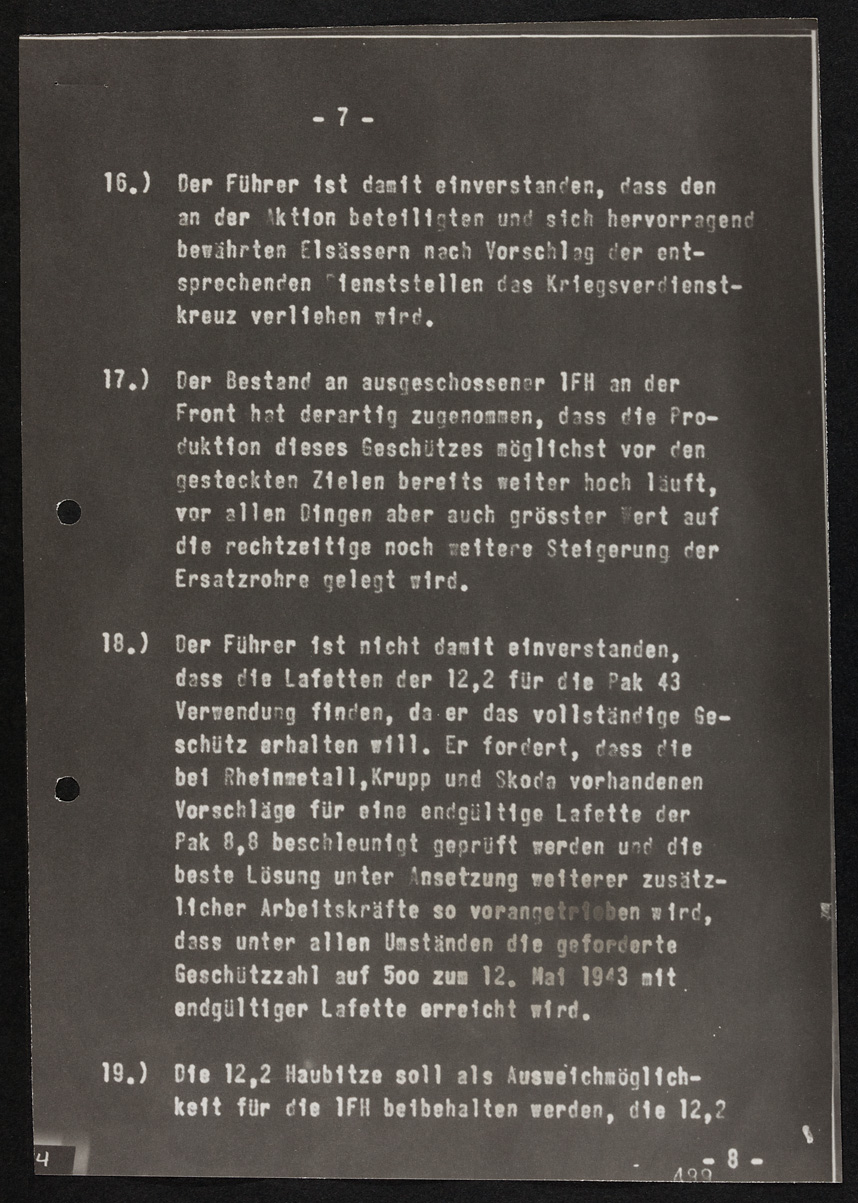 - 7 -
16.) Der Führer ist damit einverstanden, dass den
an der Aktion beteiligten und sich hervorragend
bewährten Elsässern nach Vorschlag der ent-
sprechenden Dienststellen das Kriegsverdienst-
kreuz verliehen wird.
17.) Der Bestand an ausgeschossener lFH an der
Front hat derartig zugenommen, dass die Pro-
duktion dieses Geschützes möglichst vor den
gesteckten Zielen bereits weiter hoch läuft,
vor allen Dingen aber auch grösster Wert auf
die rechtzeitige noch weitere Steigerung der
Ersatzrohre gelegt wird.
18.) Der Führer ist nicht damit einverstanden,
dass die Lafetten der 12,2 für die Pak 43
Verwendung finden, da er das vollständige Ge-
schütz erhalten will. Er fordert, dass die
bei Rheinmetall,Krupp und Skoda vorhandenen
Vorschläge für eine endgültige Lafette der
Pak 8,8 beschleunigt geprüft werden und die
beste Lösung unter Ansetzung weiterer zusätz-
licher Arbeitskräfte so vorangetrieben wird,
dass unter allen Umständen die geforderte
Geschützzahl auf 5oo zum 12. Mai 1943 mit
endgültiger Lafette erreicht wird.
19.) Die 12,2 Haubitze soll als Ausweichmöglich-
keit für die lFH beibehalten werden, die 12,2
- 8 -
4